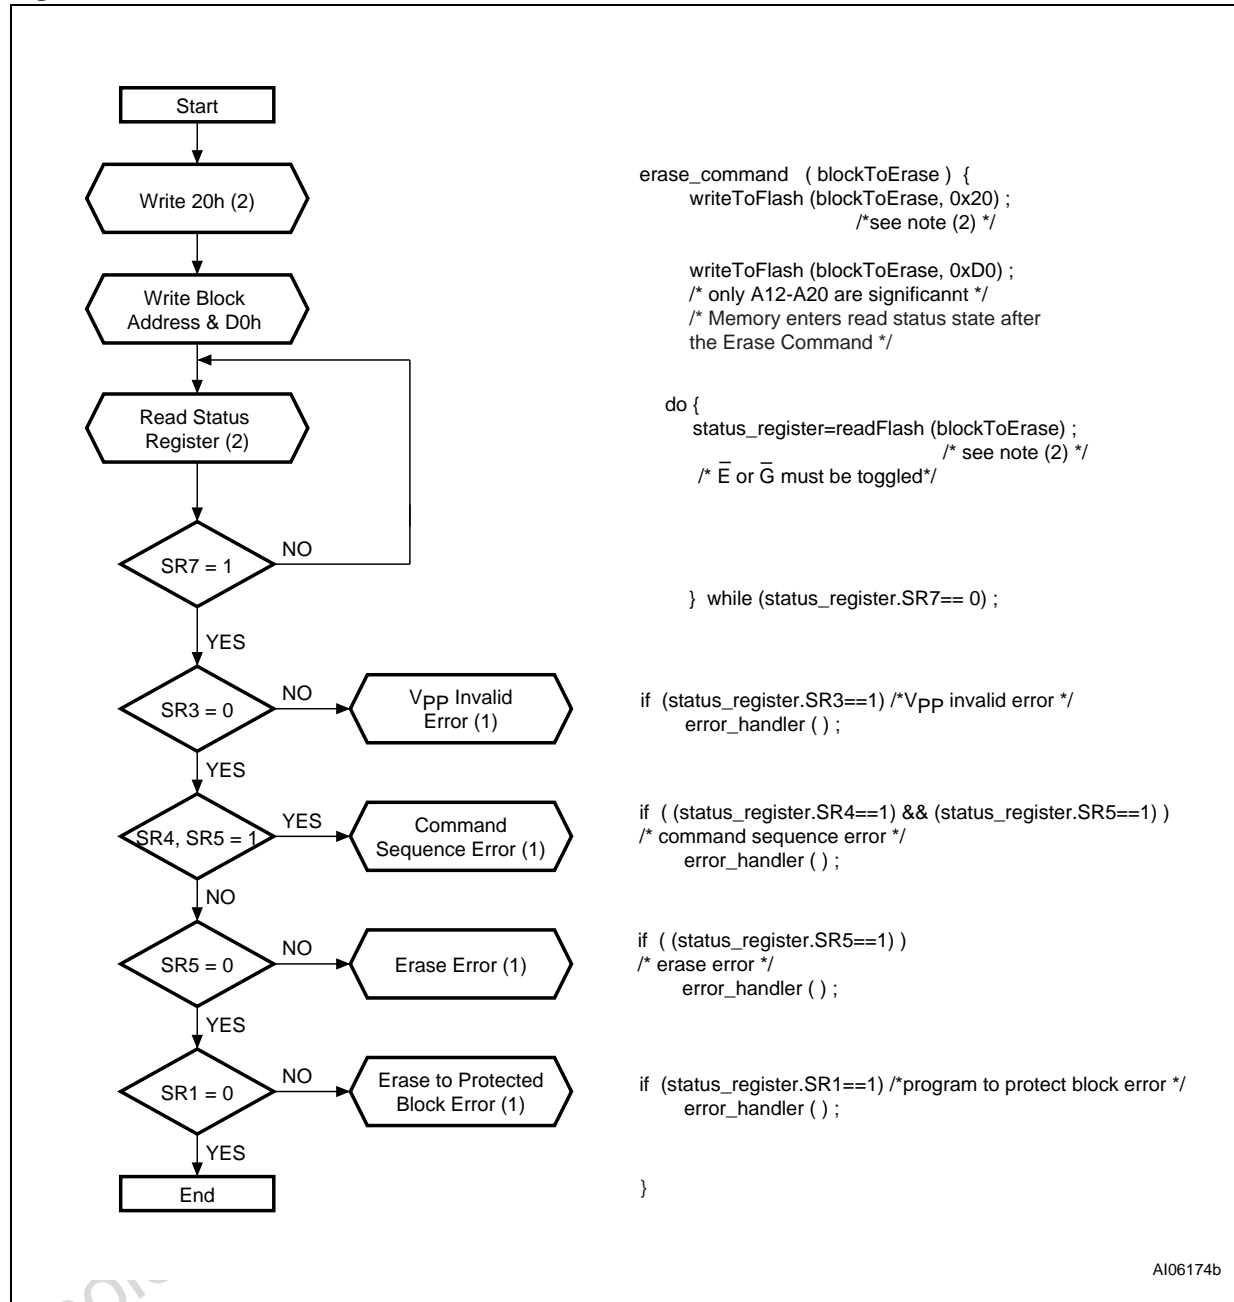 Start
Write 20h (2)
Write Block
Address & D0h
Read Status
Register (2)
SR7 = 1
NO
YES
SR3 = 0
NO
VPP Invalid
Error (1)
YES
SR4, SR5 = 1
YES
Command
Sequence Error (1)
NO
SR5 = 0
NO
Erase Error (1)
YES
SR1 = 0
NO
Erase to Protected
Block Error (1)
YES
End
erase_command ( blockToErase ) {
writeToFlash (blockToErase, 0x20) ;
/*see note (2) */
writeToFlash (blockToErase, 0xD0) ;
/* only A12-A20 are significannt */
/* Memory enters read status state after
the Erase Command */
do {
status_register=readFlash (blockToErase) ;
/* see note (2) */
/* E̅ or G̅ must be toggled*/
} while (status_register.SR7== 0) ;
if (status_register.SR3==1) /*VPP invalid error */
error_handler ( ) ;
if ( (status_register.SR4==1) && (status_register.SR5==1) )
/* command sequence error */
error_handler ( ) ;
if ( (status_register.SR5==1) )
/* erase error */
error_handler ( ) ;
if (status_register.SR1==1) /*program to protect block error */
error_handler ( ) ;
}
AI06174b